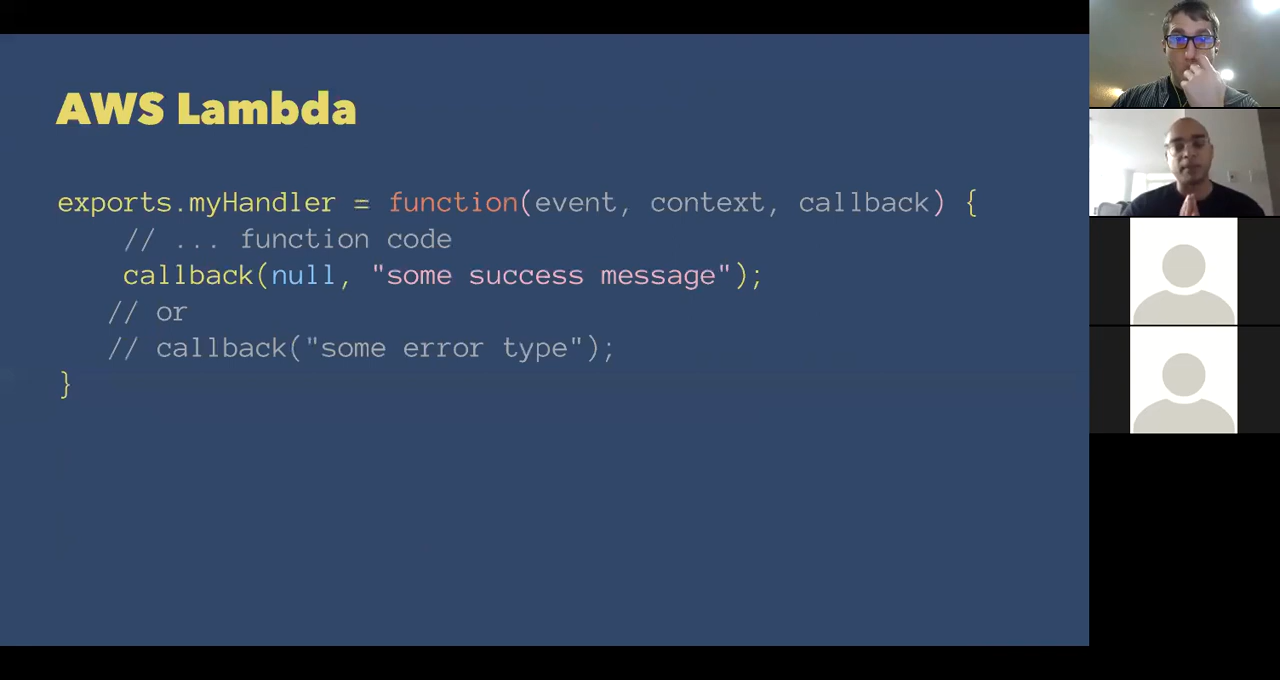 AWS Lambda
exports.myHandler = function(event, context, callback) {
// ... function code
callback(null, "some success message");
// or
// callback("some error type");
}